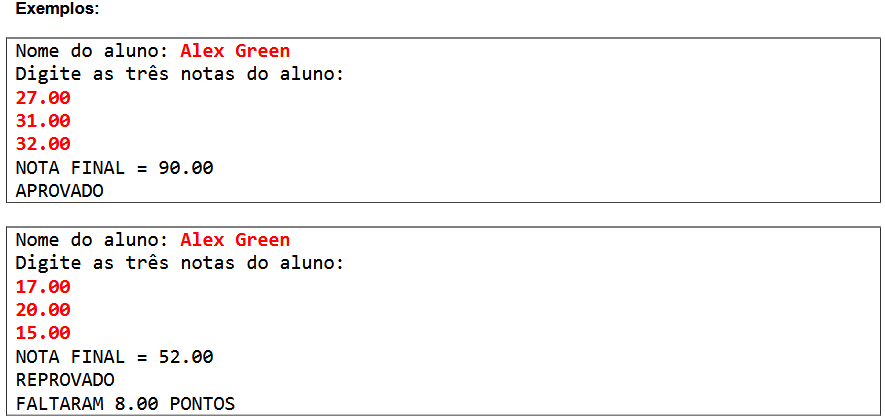 Exemplos:
Nome do aluno: Alex Green
Digite as três notas do aluno:
27.00
31.00
32.00
NOTA FINAL = 90.00
APROVADO
Nome do aluno: Alex Green
Digite as três notas do aluno:
17.00
20.00
15.00
NOTA FINAL = 52.00
REPROVADO
FALTARAM 8.00 PONTOS